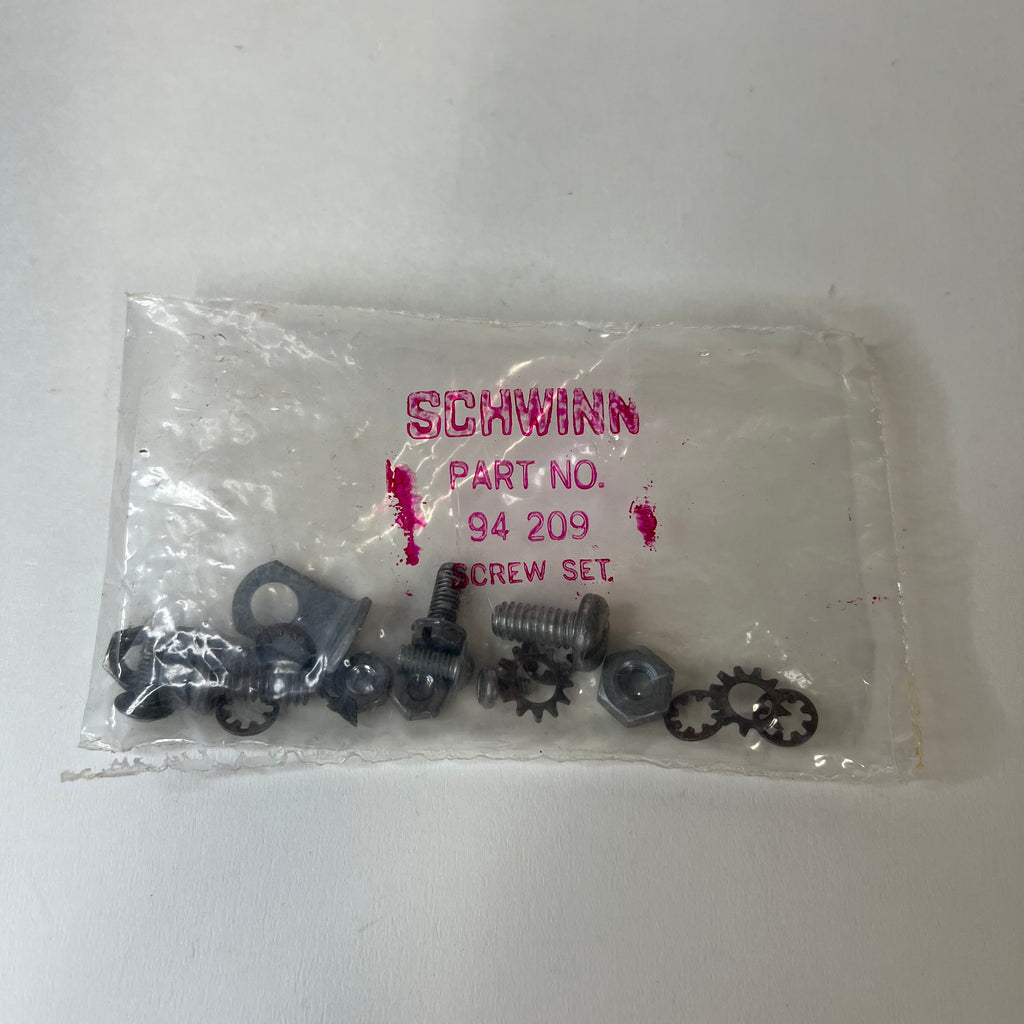 SCHWINN
PART NO.
94 209
SCREW SET.